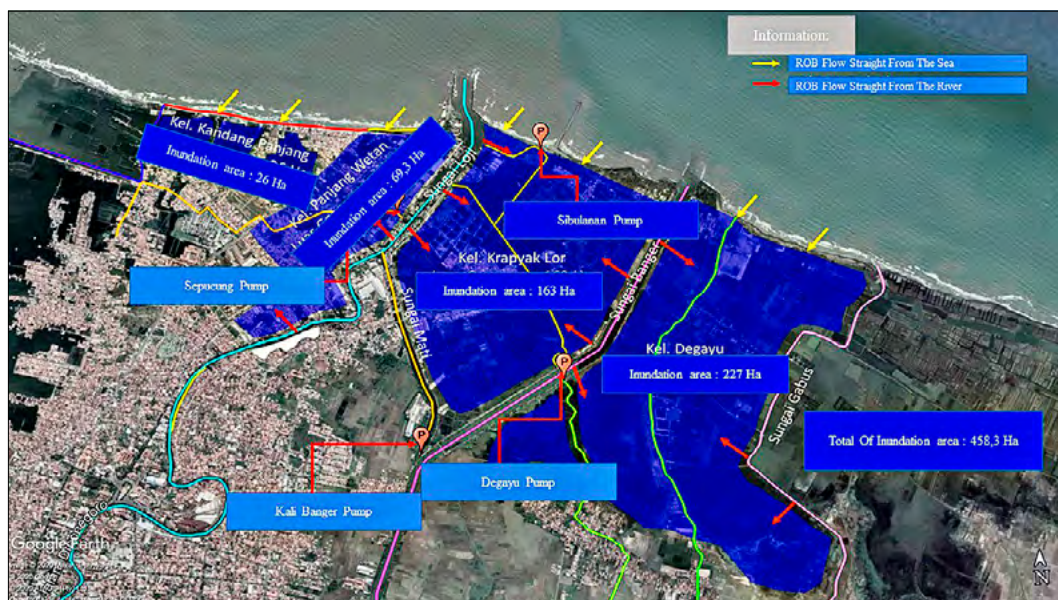 Information:
ROB Flow Straight From The Sea
ROB Flow Straight From The River
Kel. Kandang Panjang
Inundation area : 26 Ha
Kel. Panjang Wetan
Inundation area : 69,3 Ha
Sungai Loji
P
Sibulanan Pump
Sepucung Pump
Kel. Krapyak Lor
Inundation area : 163 Ha
Sungai Banger
Sungai Mati
P
Kel. Degayu
Inundation area : 227 Ha
Sungai Gabus
Total Of Inundation area : 458,3 Ha
P
Degayu Pump
Kali Banger Pump
Google Earth
N